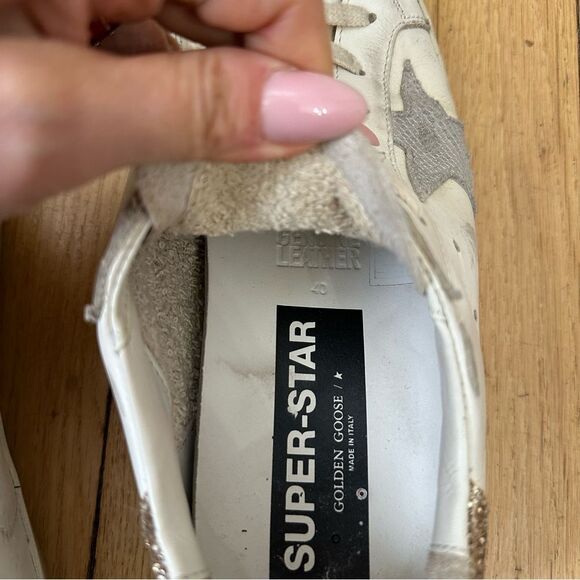 GENUINE
LEATHER
40
SUPER-STAR
GOLDEN GOOSE / ★
MADE IN ITALY